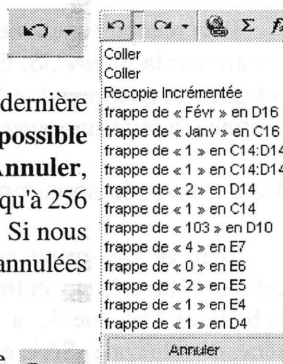 dernière
possible
Annuler,
qu'à 256
Si nous
annulées
Σ
Coller
Coller
Recopie Incrémentée
frappe de « Févr » en D16
frappe de « Janv » en C16
frappe de « 1 » en C14:D14
frappe de « 1 » en C14:D14
frappe de « 2 » en D14
frappe de « 1 » en C14
frappe de « 103 » en D10
frappe de « 4 » en E7
frappe de « 0 » en E6
frappe de « 2 » en E5
frappe de « 1 » en E4
frappe de « 1 » en D4
Annuler